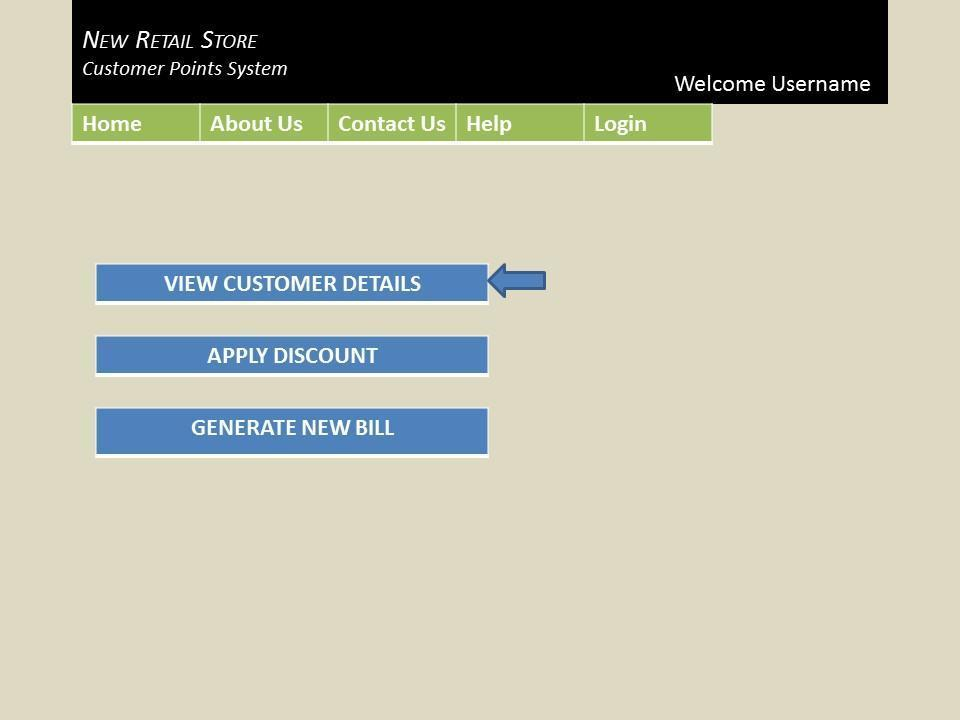 New Retail Store
Customer Points System
Welcome Username
Home About Us Contact Us Help Login
VIEW CUSTOMER DETAILS
APPLY DISCOUNT
GENERATE NEW BILL